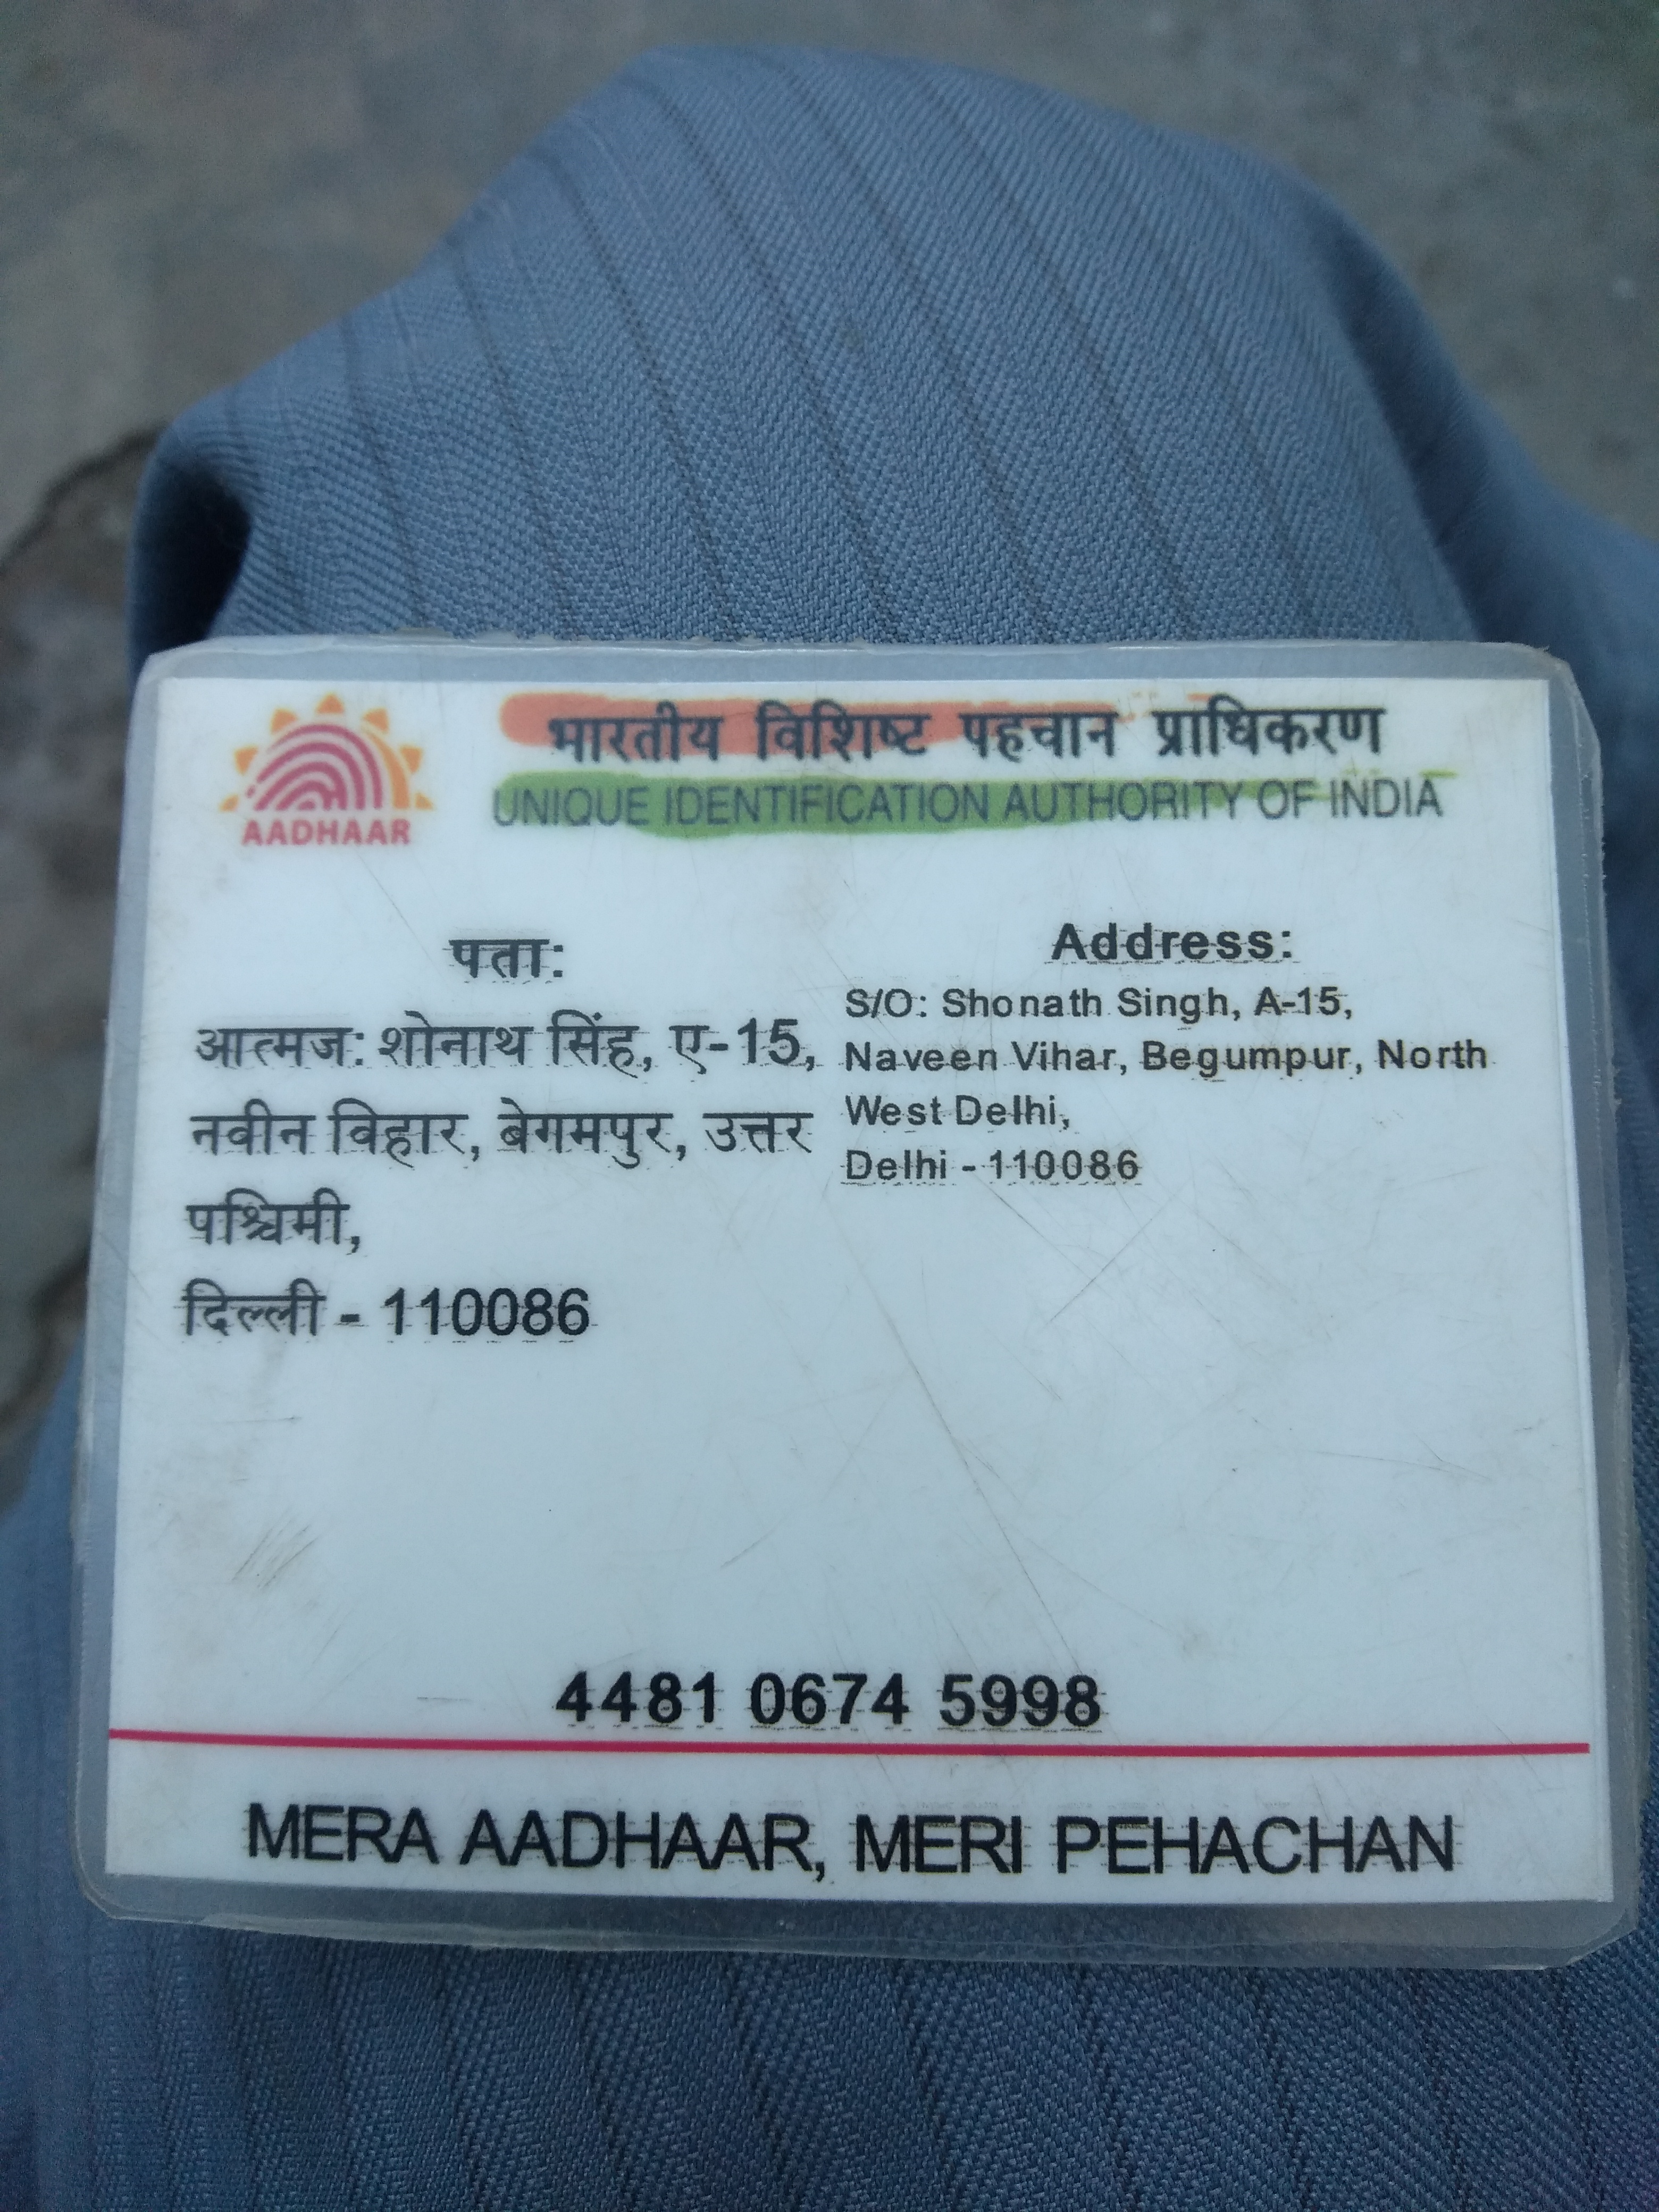 भारतीय विशिष्ट पहचान प्राधिकरण
UNIQUE IDENTIFICATION AUTHORITY OF INDIA
AADHAAR
पता:
आत्मज: शोनाथ सिंह, ए-15,
नवीन विहार, बेगमपुर, उत्तर
पश्चिमी,
दिल्ली - 110086
Address:
S/O: Shonath Singh, A-15,
Naveen Vihar, Begumpur, North
West Delhi,
Delhi - 110086
4481 0674 5998
MERA AADHAAR, MERI PEHACHAN